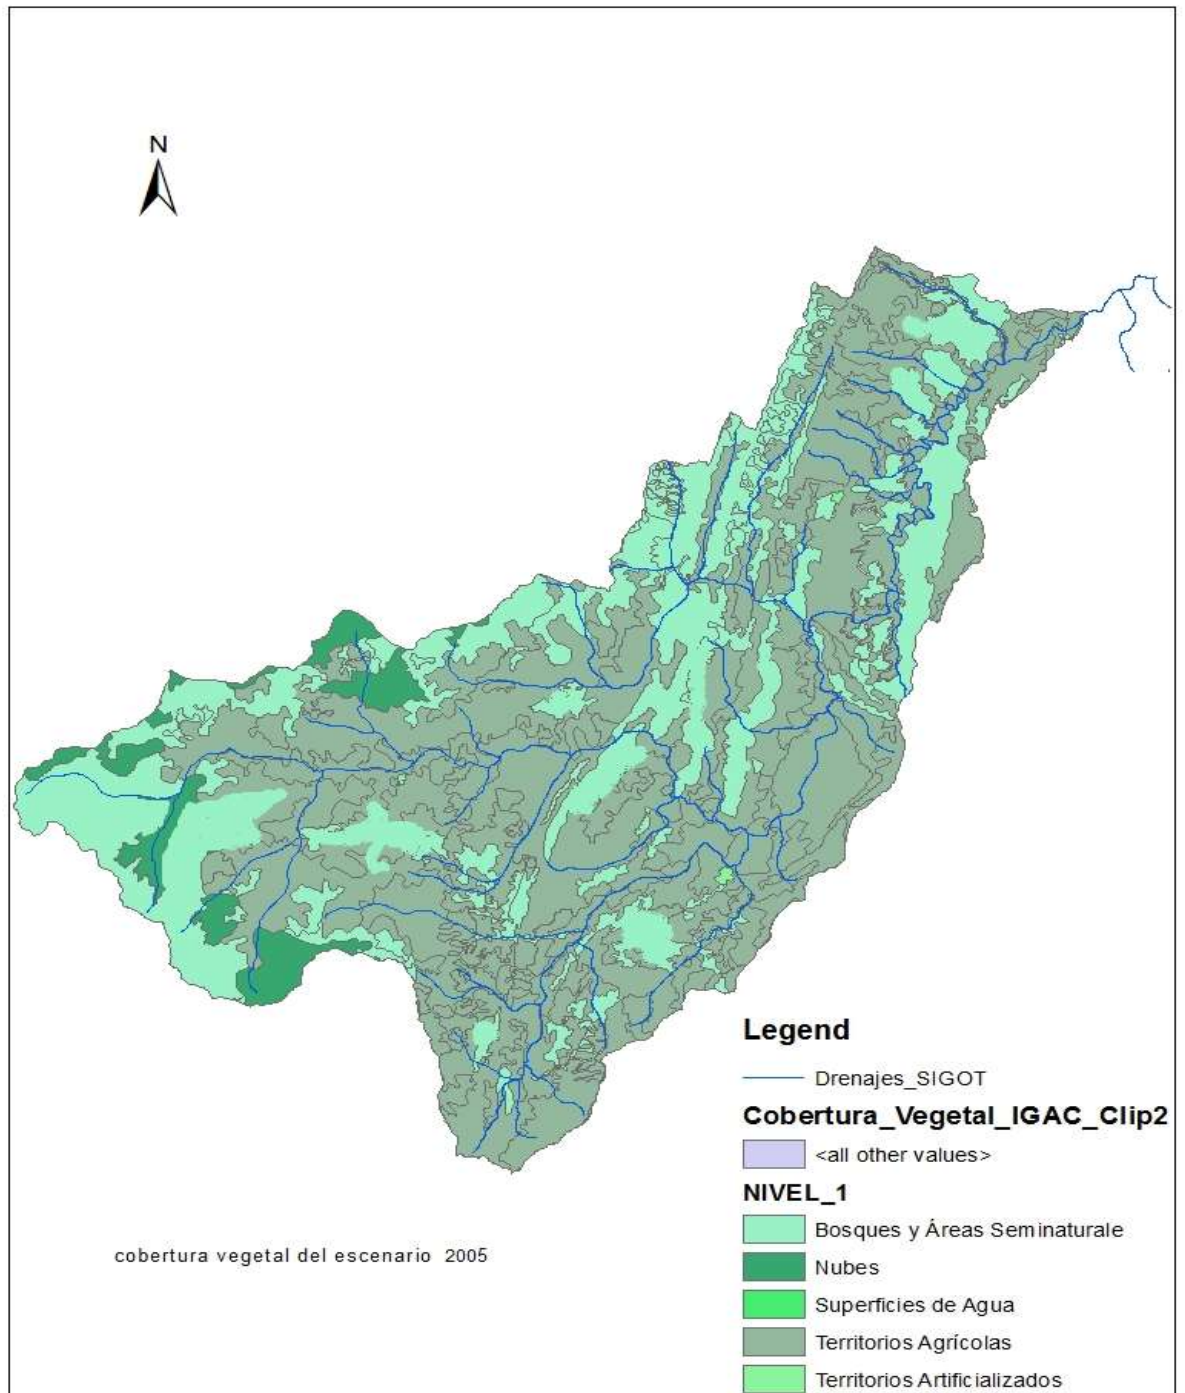 N
Legend
Drenajes_SIGOT
Cobertura_Vegetal_IGAC_Clip2
<all other values>
NIVEL_1
Bosques y Áreas Seminaturale
Nubes
Superficies de Agua
Territorios Agrícolas
Territorios Artificializados
cobertura vegetal del escenario 2005